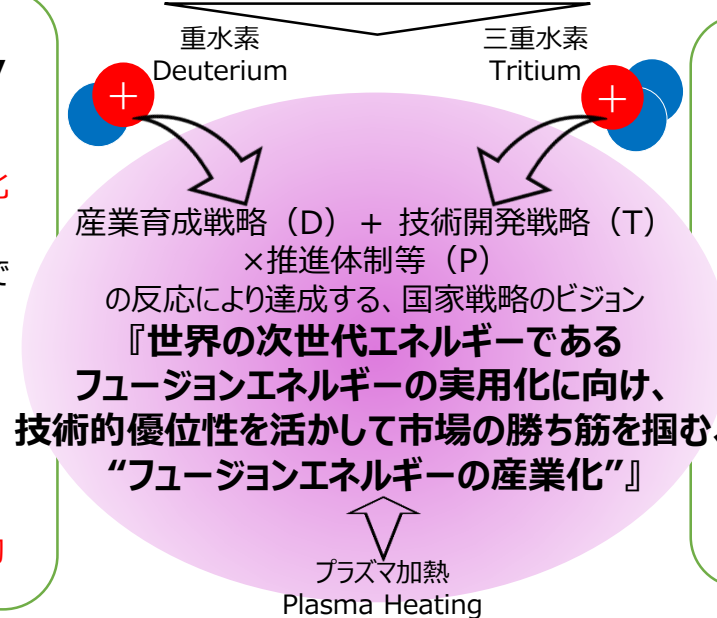 重水素
Deuterium
三重水素
Tritium
+
+
産業育成戦略（D）+ 技術開発戦略（T）
×推進体制等（P）
の反応により達成する、国家戦略のビジョン
『世界の次世代エネルギーである
フュージョンエネルギーの実用化に向け、
技術的優位性を活かして市場の勝ち筋を掴む、
“フュージョンエネルギーの産業化”』
プラズマ加熱
Plasma Heating
で